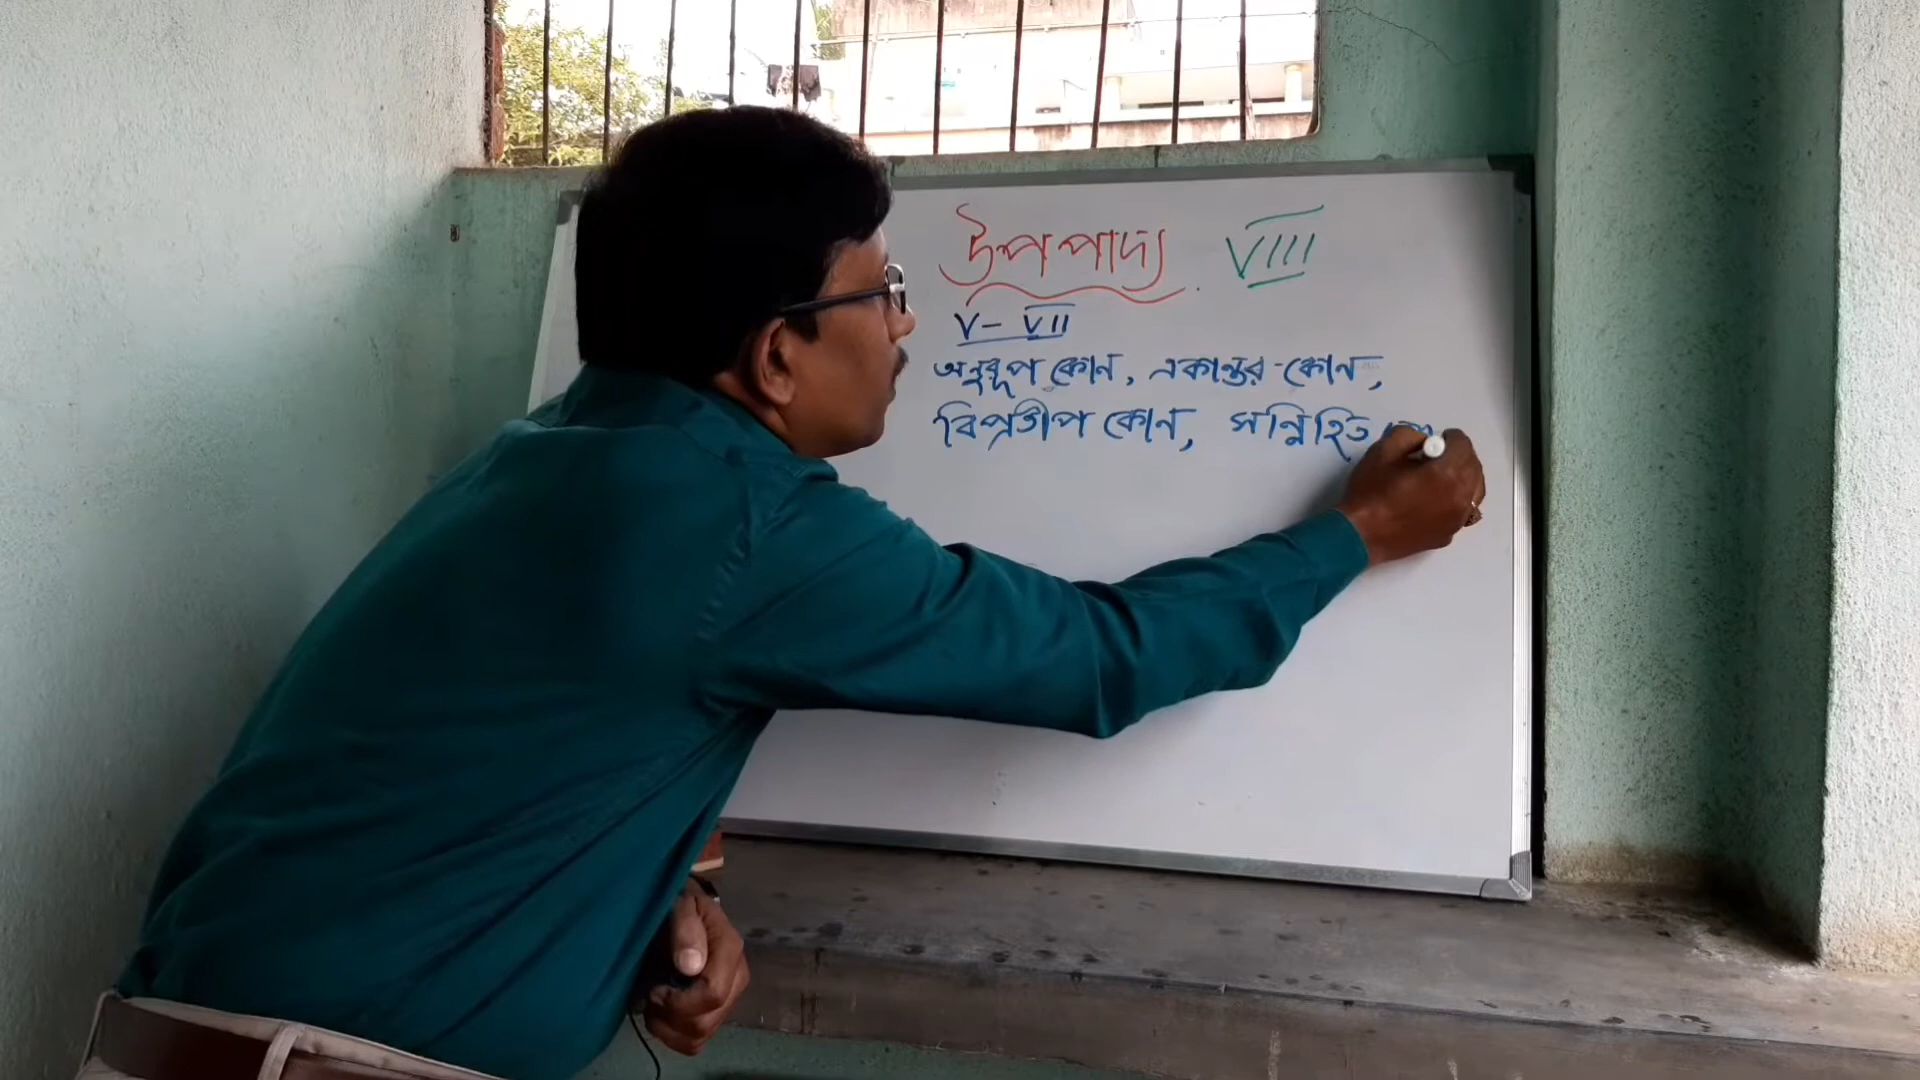 উপপাদ্য VIII
V - VII
অনুরূপ কোন, একান্তর-কোন,
বিপ্রতীপ কোন, সন্নিহিত